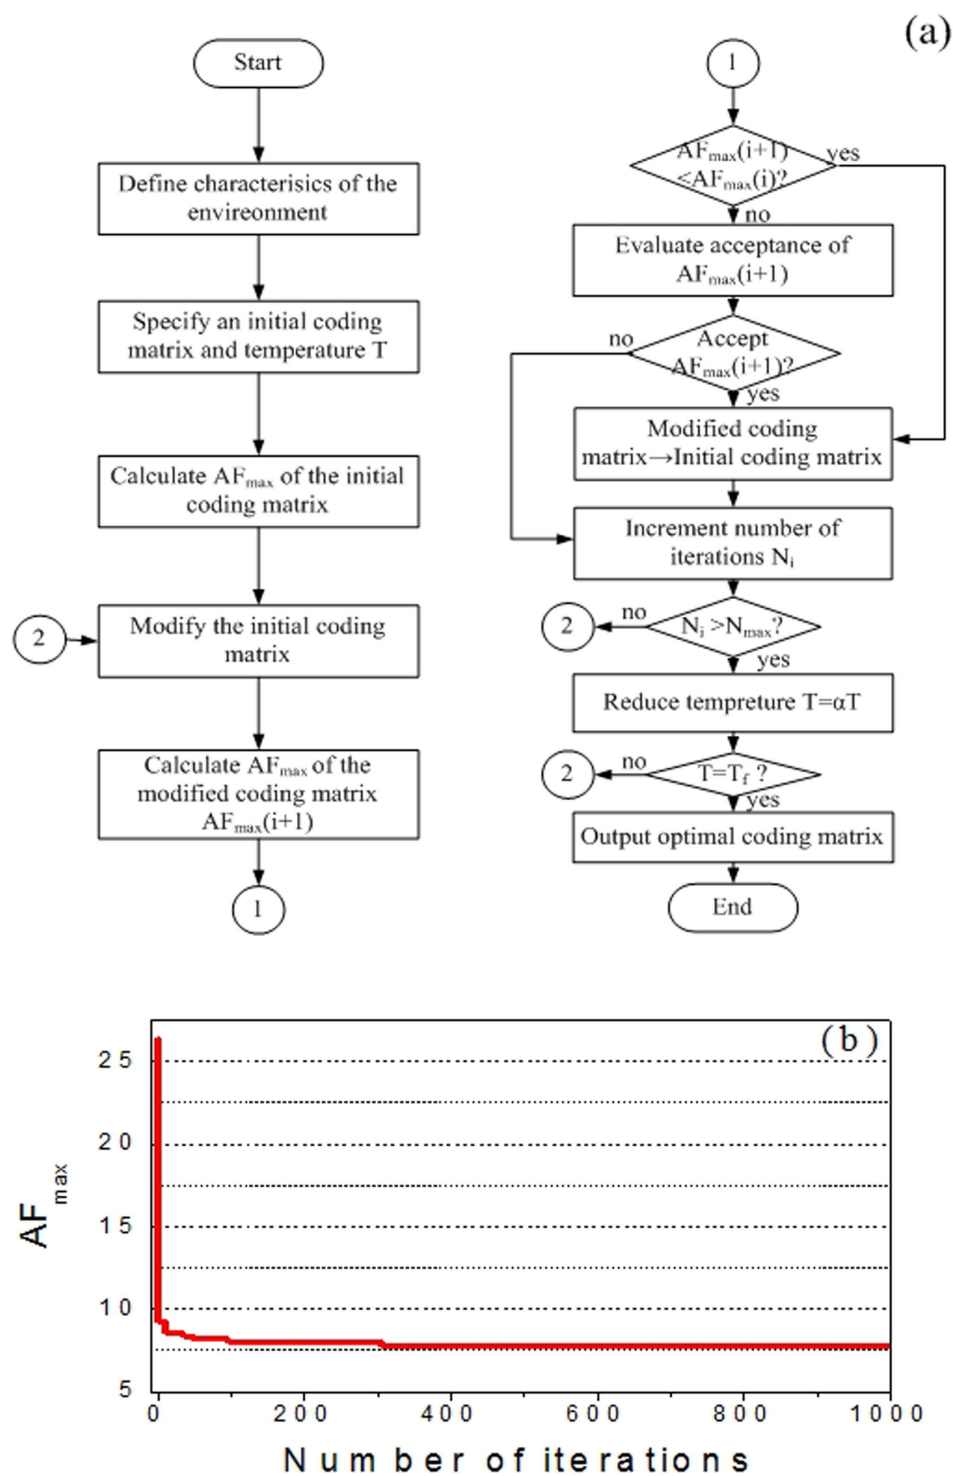 (a)
Start
Define characterisics of the
envireonment
Specify an initial coding
matrix and temperature T
Calculate AFmax of the initial
coding matrix
2
Modify the initial coding
matrix
Calculate AFmax of the
modified coding matrix
AFmax(i+1)
1
1
AFmax(i+1)
<AFmax(i)?
yes
no
Evaluate acceptance of
AFmax(i+1)
no
Accept
AFmax(i+1)?
yes
Modified coding
matrix→Initial coding matrix
Increment number of
iterations Ni
2
no
Ni >Nmax?
yes
Reduce tempreture T=αT
2
no
T=Tf ?
yes
Output optimal coding matrix
End
(b)
25
20
15
10
5
AFmax
0 200 400 600 800 1000
Number of iterations